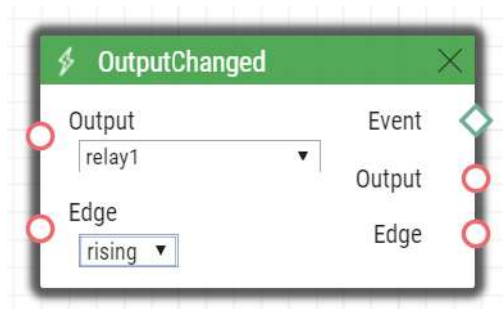 OutputChanged
Output
relay1
Edge
rising
Event
Output
Edge